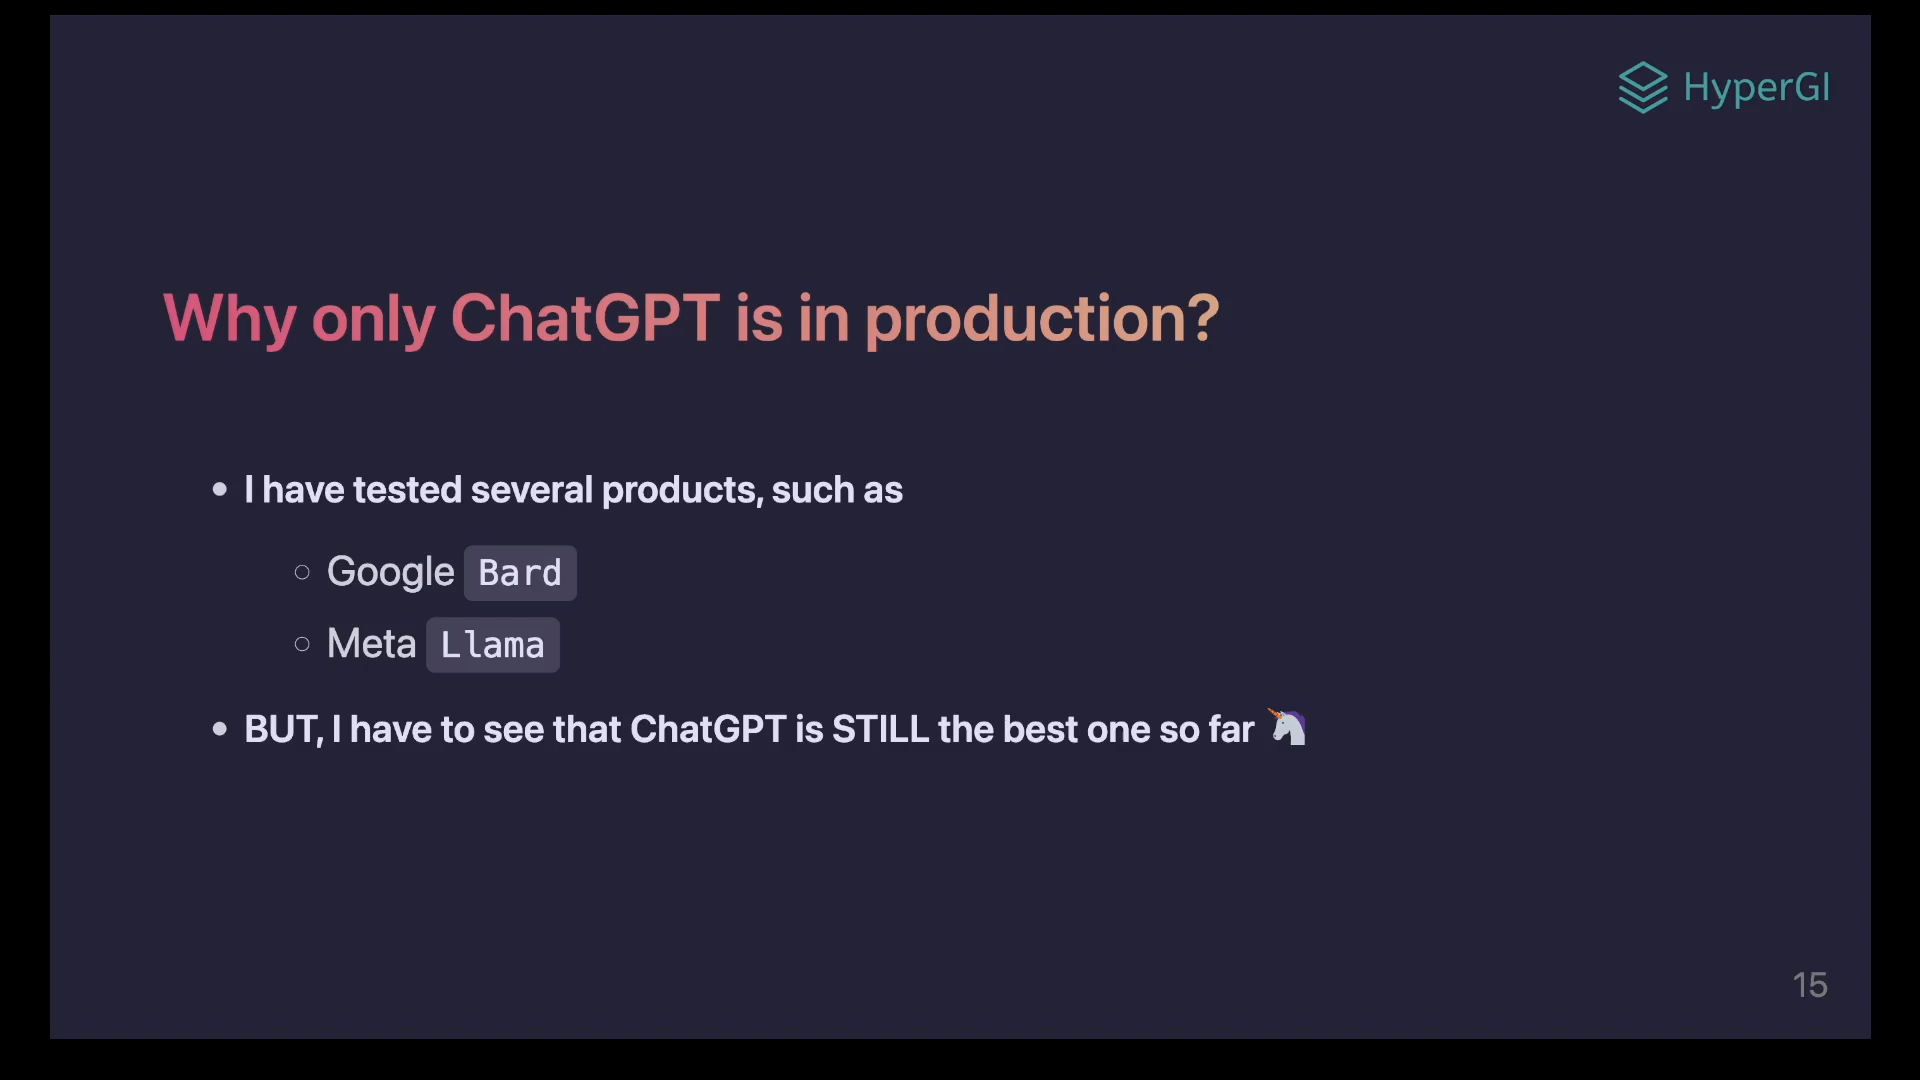 HyperGI
Why only ChatGPT is in production?
• I have tested several products, such as
○ Google Bard
○ Meta Llama
• BUT, I have to see that ChatGPT is STILL the best one so far 🦄
15